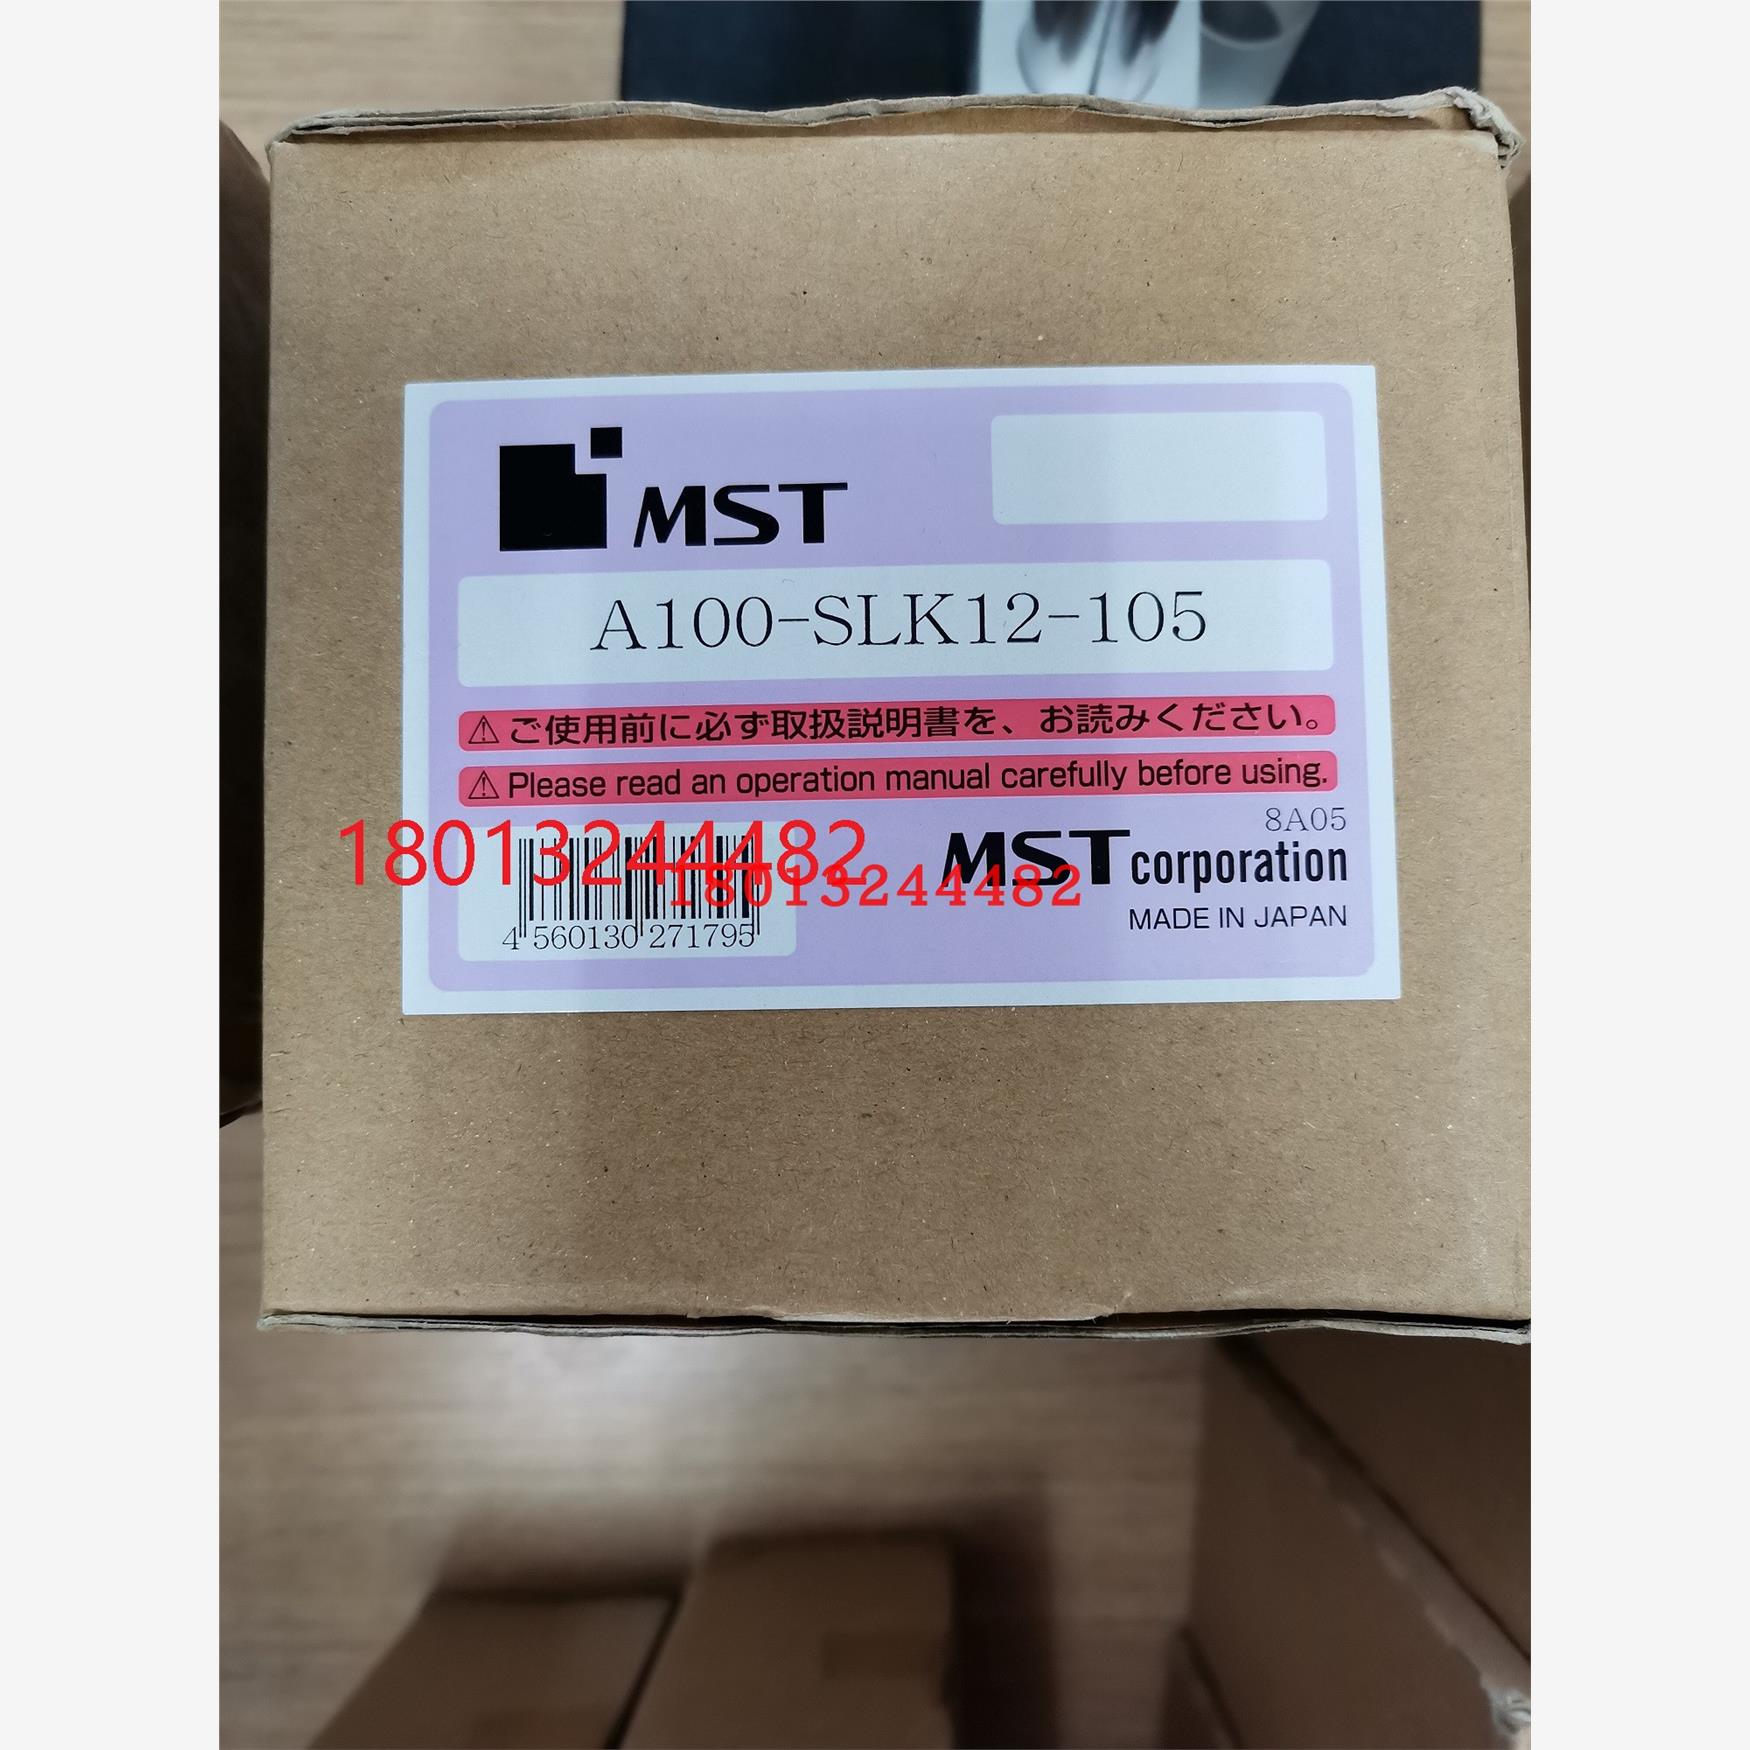 MST
A100-SLK12-105
⚠ご使用前に必ず取扱説明書を、お読みください。
⚠Please read an operation manual carefully before using.
8A05
18013244482
18013244482
MST corporation
4 560130 271795
MADE IN JAPAN